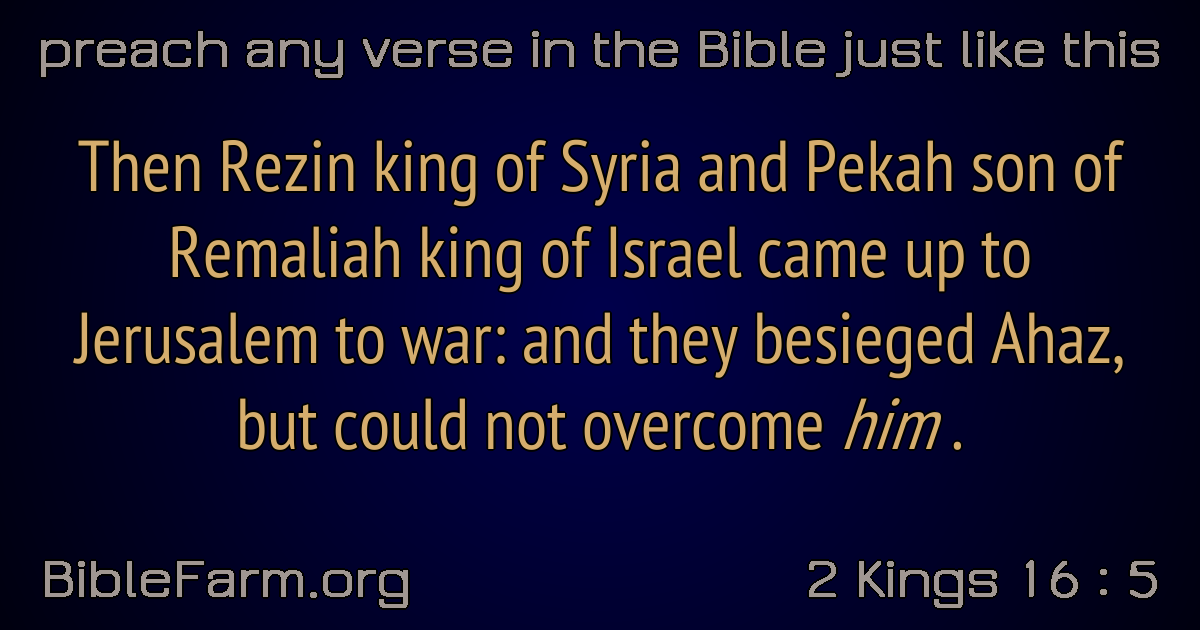 preach any verse in the Bible just like this
Then Rezin king of Syria and Pekah son of
Remaliah king of Israel came up to
Jerusalem to war: and they besieged Ahaz,
but could not overcome him .
BibleFarm.org
2 Kings 16 : 5